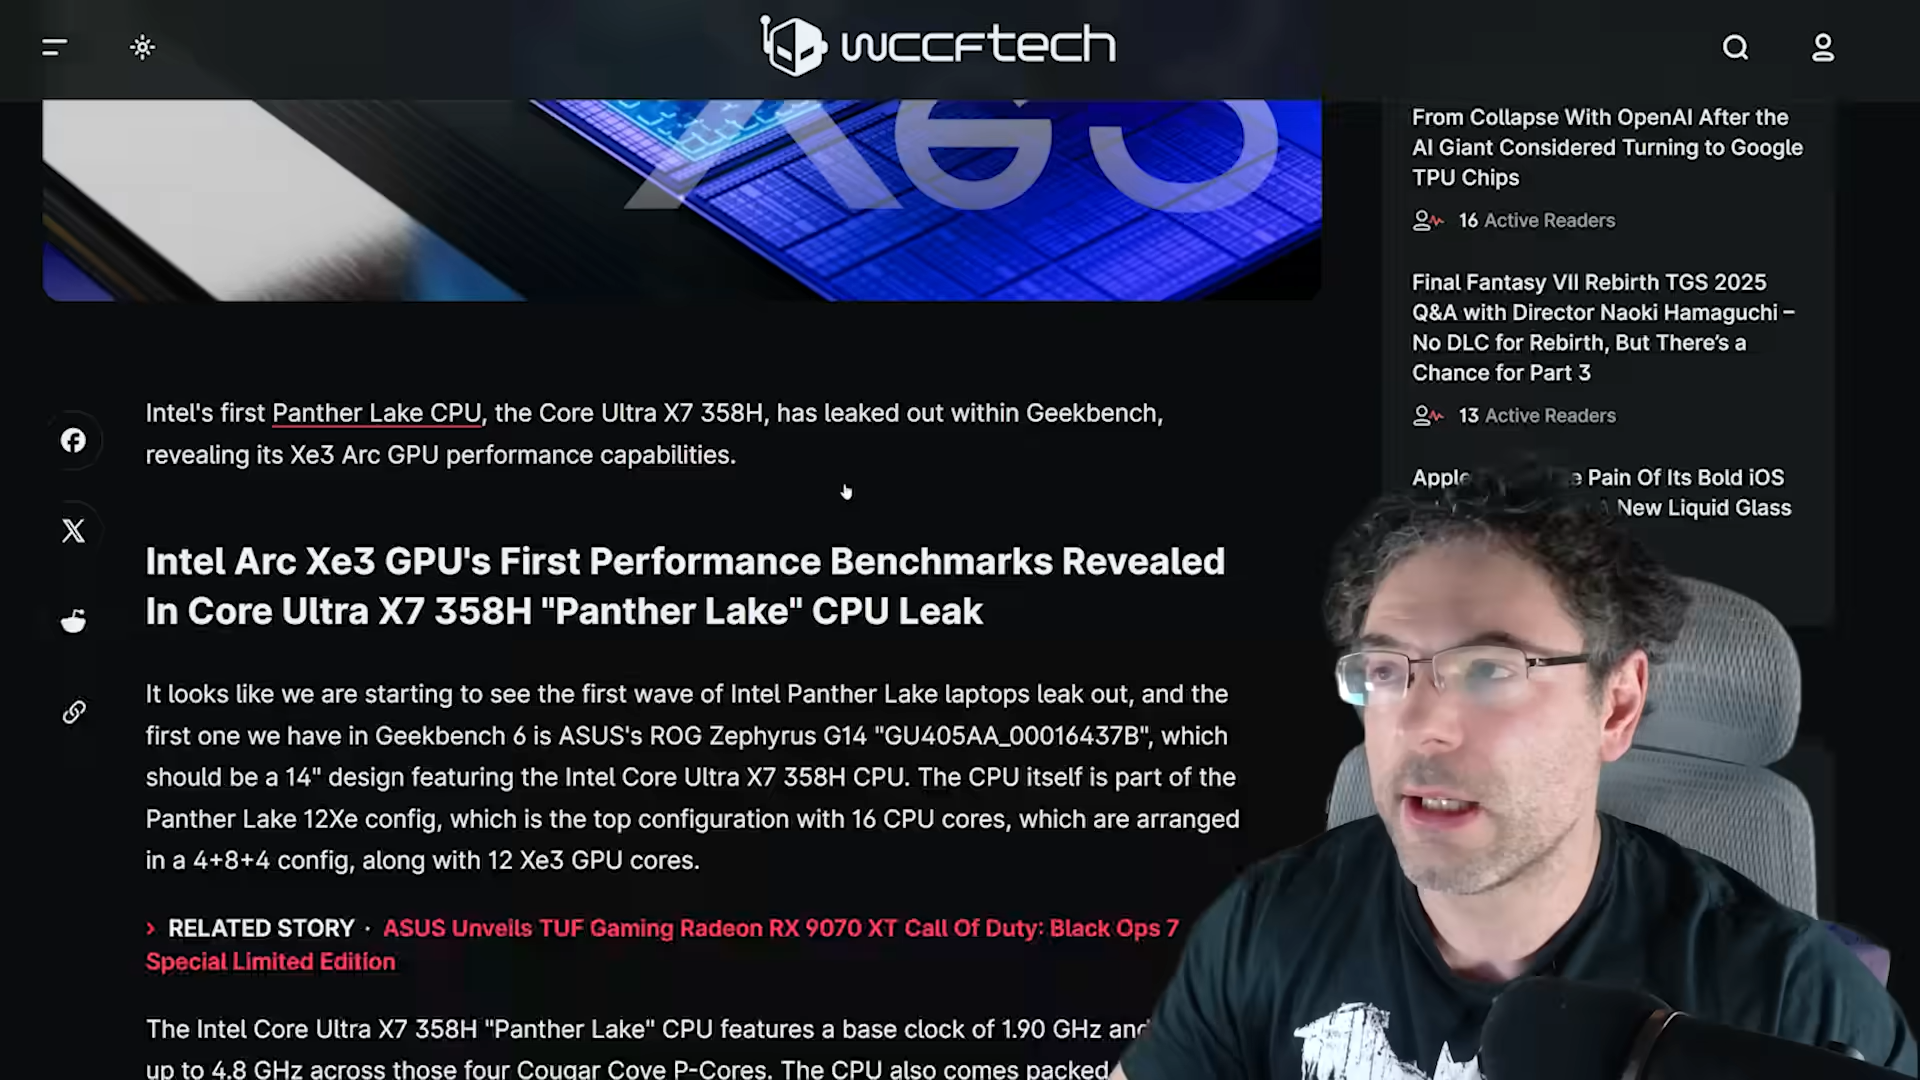 wccftech
Xe3
From Collapse With OpenAI After the
AI Giant Considered Turning to Google
TPU Chips
16 Active Readers
Final Fantasy VII Rebirth TGS 2025
Q&A with Director Naoki Hamaguchi –
No DLC for Rebirth, But There's a
Chance for Part 3
13 Active Readers
Apple Pain Of Its Bold iOS
New Liquid Glass
Intel's first Panther Lake CPU, the Core Ultra X7 358H, has leaked out within Geekbench,
revealing its Xe3 Arc GPU performance capabilities.
Intel Arc Xe3 GPU's First Performance Benchmarks Revealed
In Core Ultra X7 358H "Panther Lake" CPU Leak
It looks like we are starting to see the first wave of Intel Panther Lake laptops leak out, and the
first one we have in Geekbench 6 is ASUS's ROG Zephyrus G14 "GU405AA_00016437B", which
should be a 14" design featuring the Intel Core Ultra X7 358H CPU. The CPU itself is part of the
Panther Lake 12Xe config, which is the top configuration with 16 CPU cores, which are arranged
in a 4+8+4 config, along with 12 Xe3 GPU cores.
› RELATED STORY · ASUS Unveils TUF Gaming Radeon RX 9070 XT Call Of Duty: Black Ops 7
Special Limited Edition
The Intel Core Ultra X7 358H "Panther Lake" CPU features a base clock of 1.90 GHz and
up to 4.8 GHz across those four Cougar Cove P-Cores. The CPU also comes packed